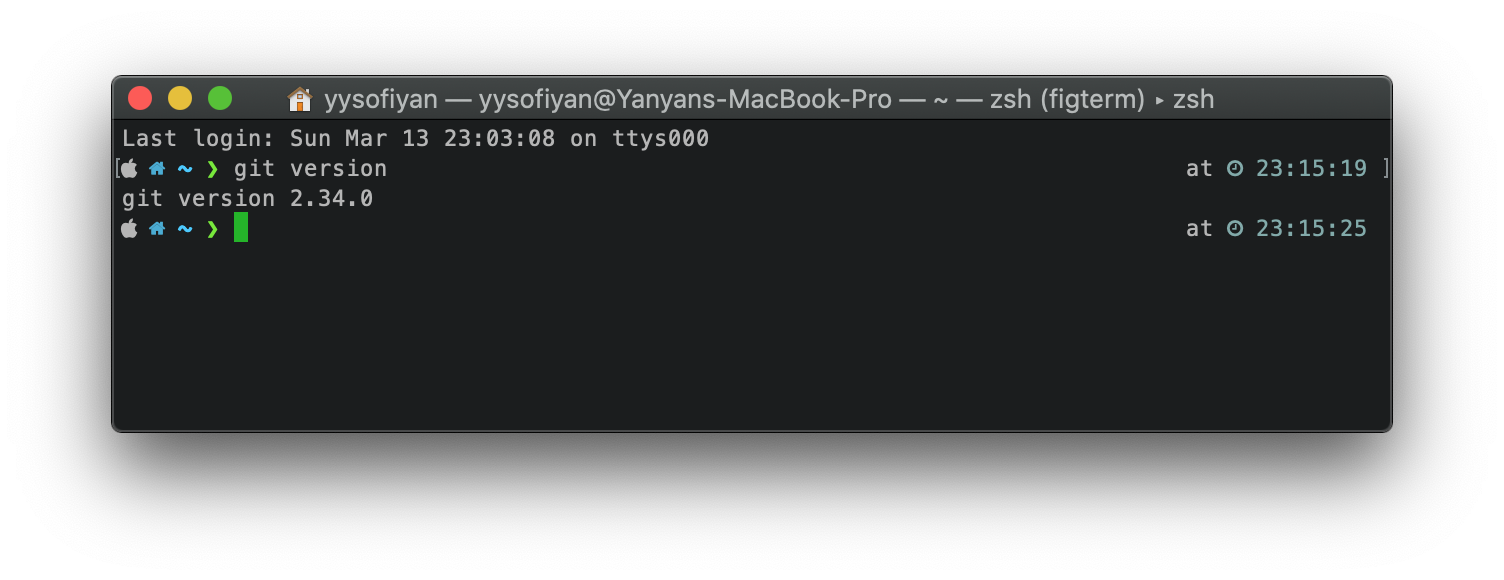 yysofiyan — yysofiyan@Yanyans-MacBook-Pro — ~ — zsh (figterm) ▸ zsh
Last login: Sun Mar 13 23:03:08 on ttys000
[ ~ ❯ git version at 23:15:19 ]
git version 2.34.0
~ ❯ at 23:15:25